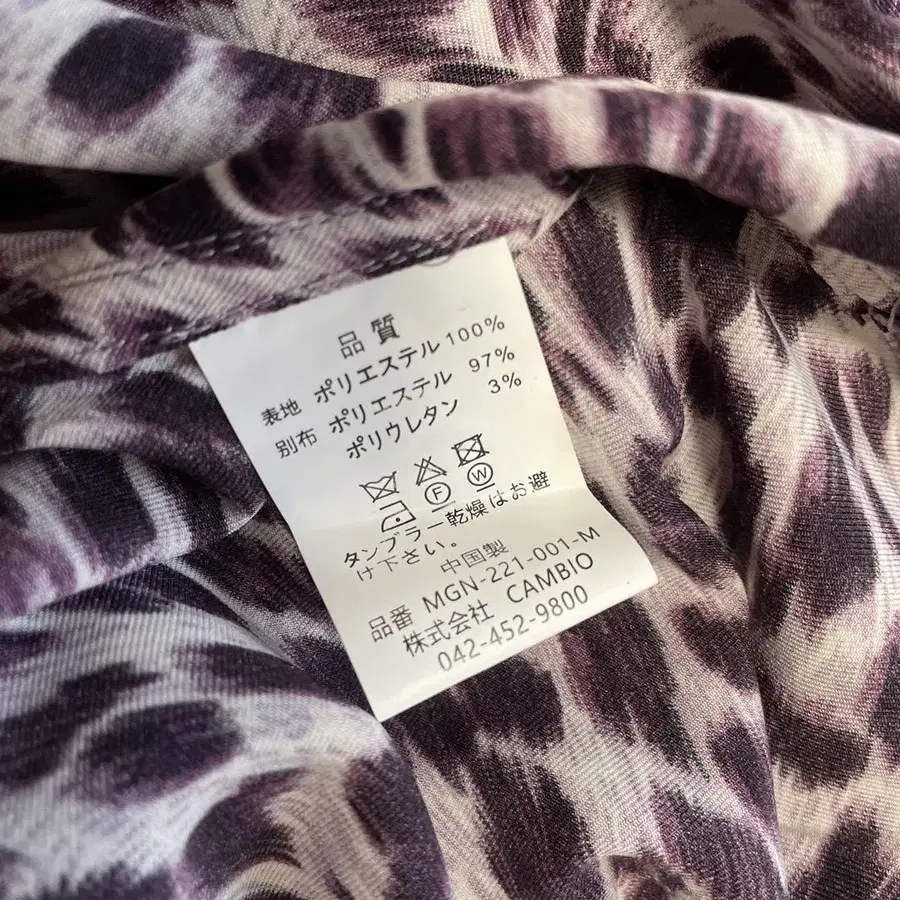 品質
表地 ポリエステル 100%
別布 ポリエステル 97%
ポリウレタン 3%
F W
タンブラー乾燥はお避
け下さい。
中国製
品番 MGN-221-001-M
株式会社 CAMBIO
042-452-9800